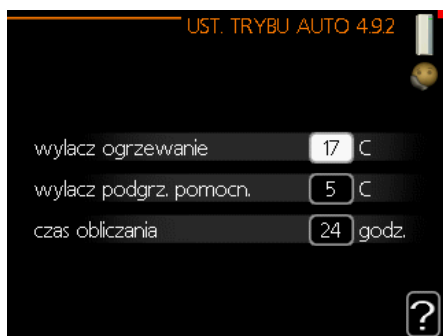 UST. TRYBU AUTO 4.9.2
wylacz ogrzewanie 17 C
wylacz podgrz. pomocn. 5 C
czas obliczania 24 godz.
?